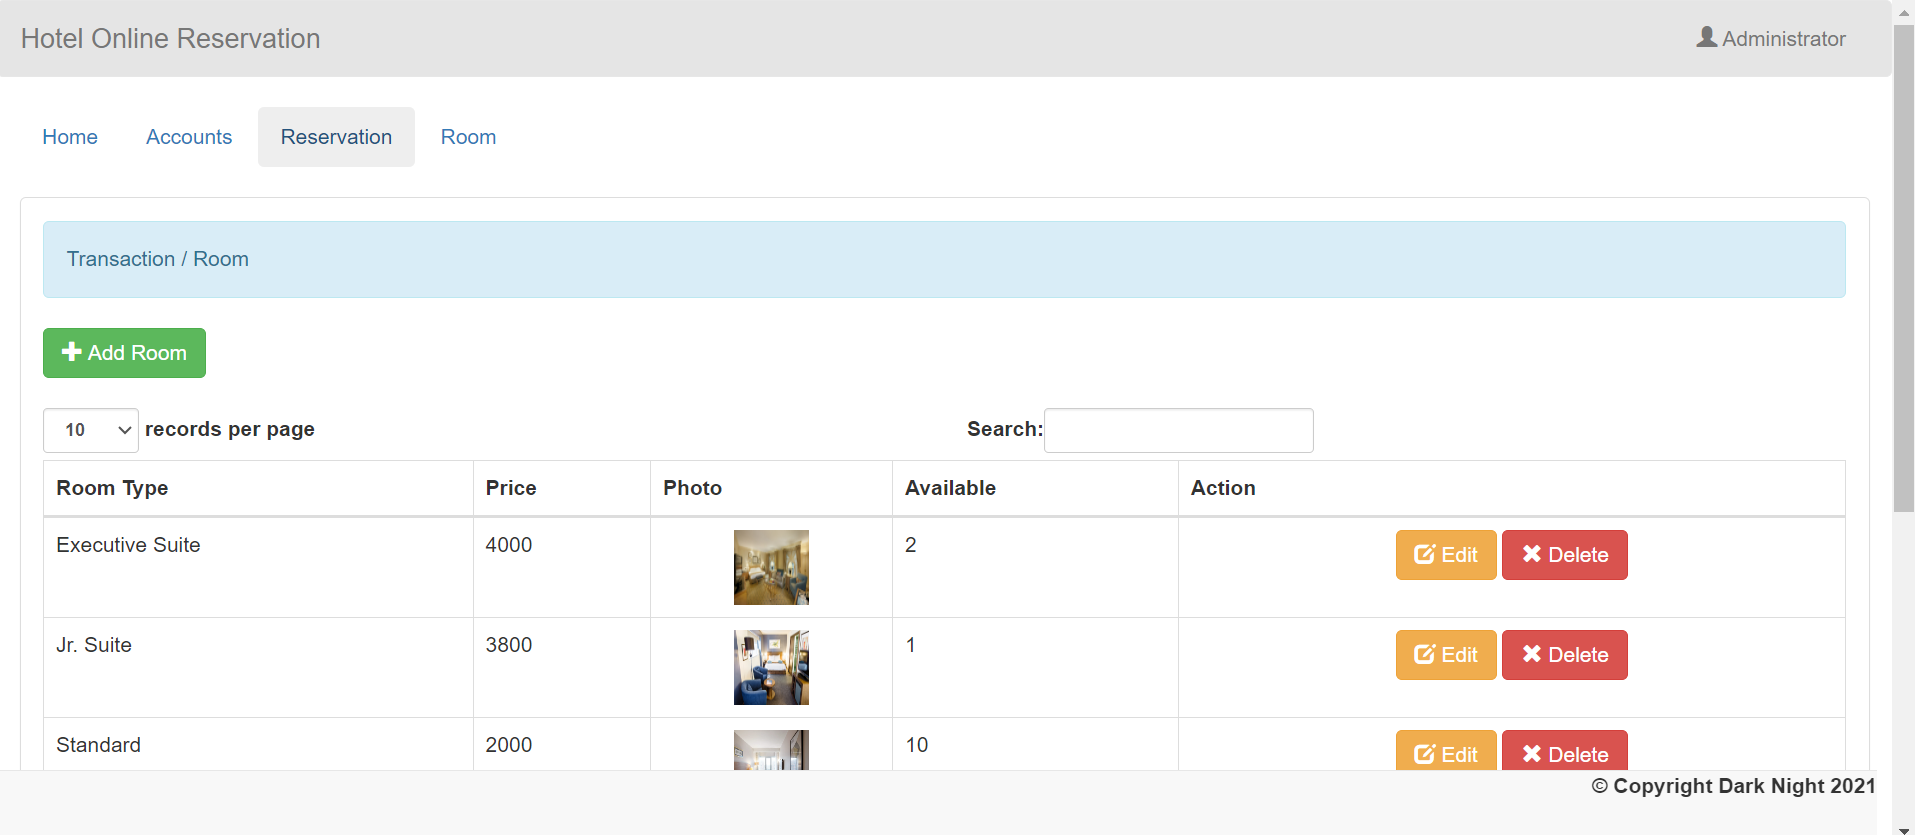 Hotel Online Reservation
Administrator
Home Accounts Reservation Room
Transaction / Room
Add Room
10 records per page Search:
Room Type Price Photo Available Action
Executive Suite 4000 2 Edit Delete
Jr. Suite 3800 1 Edit Delete
Standard 2000 10 Edit Delete
© Copyright Dark Night 2021